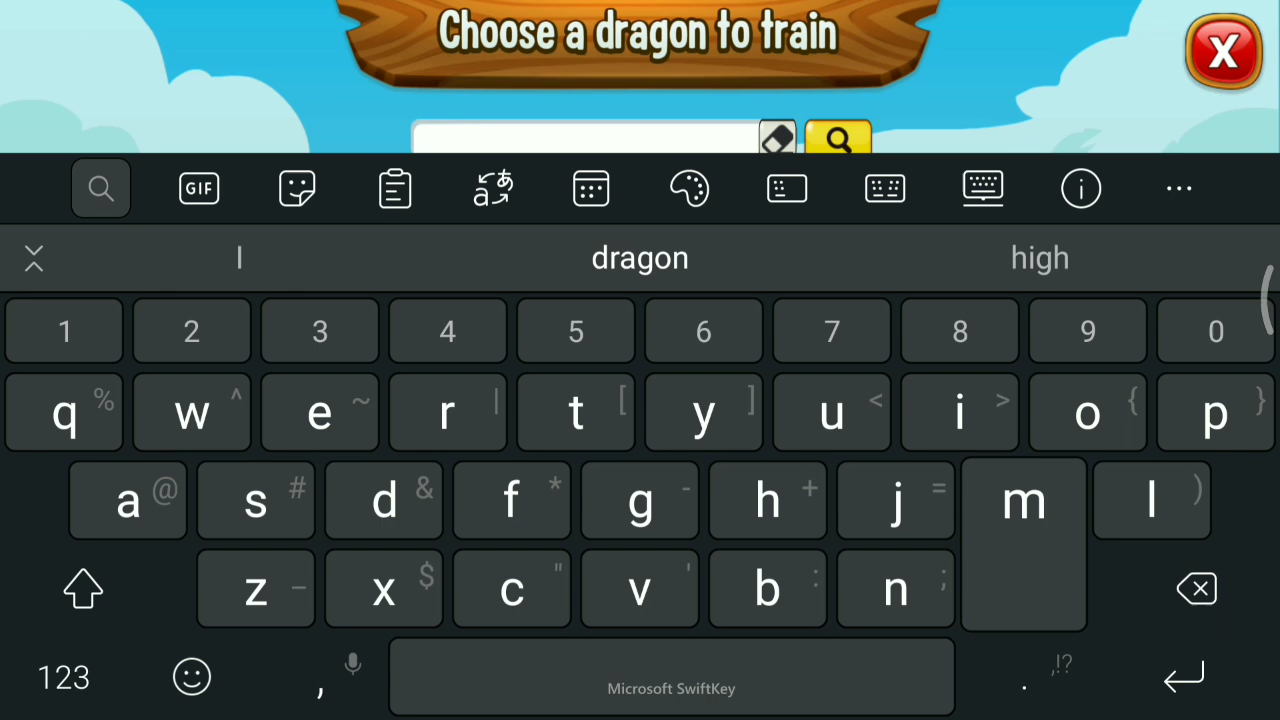 Choose a dragon to train
X
GIF
a あ
I dragon high
1 2 3 4 5 6 7 8 9 0
q % w ^ e ~ r | t [ y ] u < i > o { p }
a @ s # d & f * g - h + j = m l )
z _ x $ c " v ' b : n ;
123 , Microsoft SwiftKey . ,!?